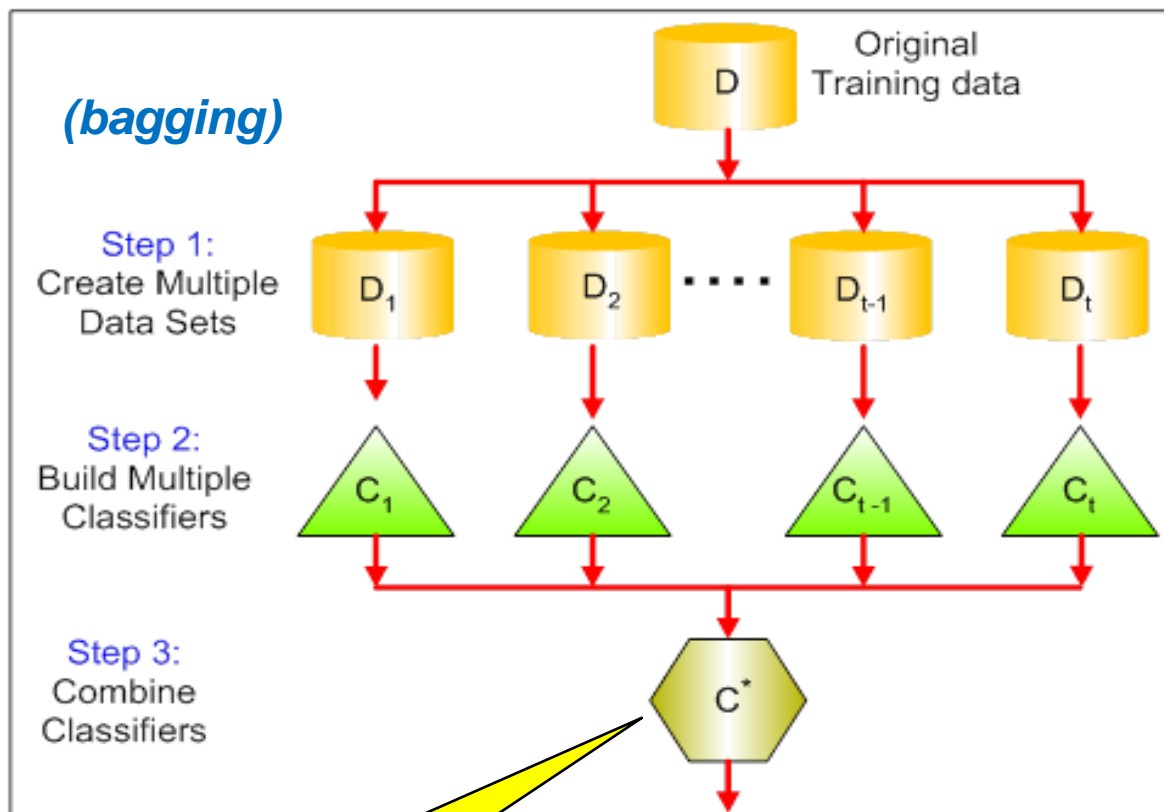 D
Original
Training data
(bagging)
Step 1:
Create Multiple
Data Sets
D₁
D₂
....
Dₜ₋₁
Dₜ
Step 2:
Build Multiple
Classifiers
C₁
C₂
Cₜ₋₁
Cₜ
Step 3:
Combine
Classifiers
C*